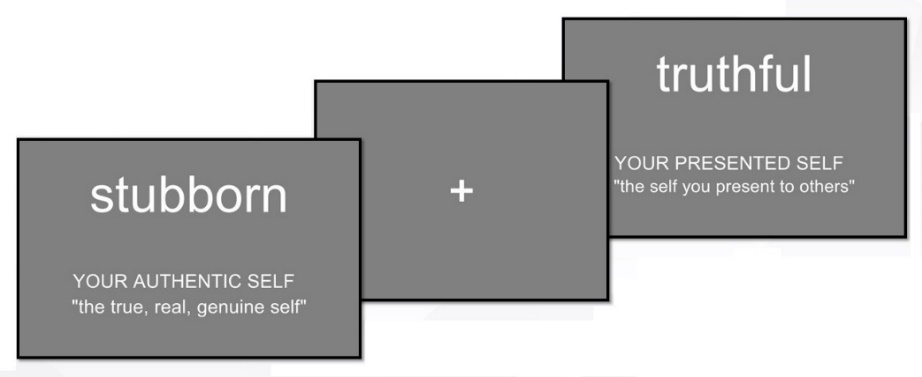 stubborn
YOUR AUTHENTIC SELF
"the true, real, genuine self"
+
truthful
YOUR PRESENTED SELF
"the self you present to others"